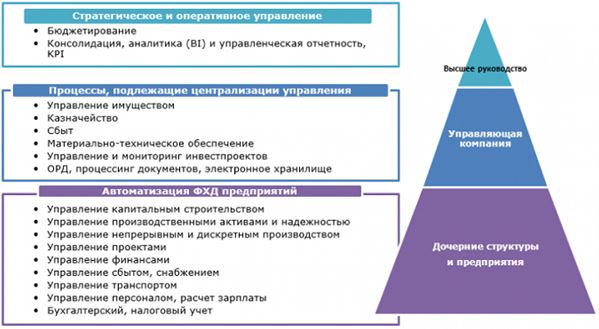 Стратегическое и оперативное управление
• Бюджетирование
• Консолидация, аналитика (BI) и управленческая отчетность,
KPI
Процессы, подлежащие централизации управления
• Управление имуществом
• Казначейство
• Сбыт
• Материально-техническое обеспечение
• Управление и мониторинг инвестпроектов
• ОРД, процессинг документов, электронное хранилище
Автоматизация ФХД предприятий
• Управление капитальным строительством
• Управление производственными активами и надежностью
• Управление непрерывным и дискретным производством
• Управление проектами
• Управление финансами
• Управление сбытом, снабжением
• Управление транспортом
• Управление персоналом, расчет зарплаты
• Бухгалтерский, налоговый учет
Высшее руководство
Управляющая
компания
Дочерние структуры
и предприятия